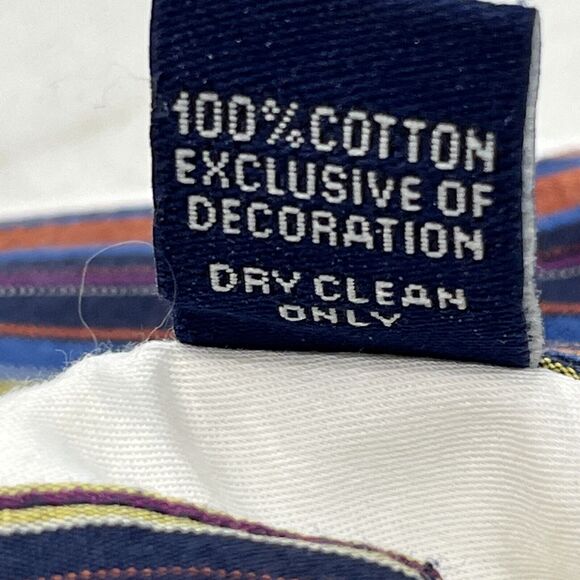 100% COTTON
EXCLUSIVE OF
DECORATION
DRY CLEAN
ONLY